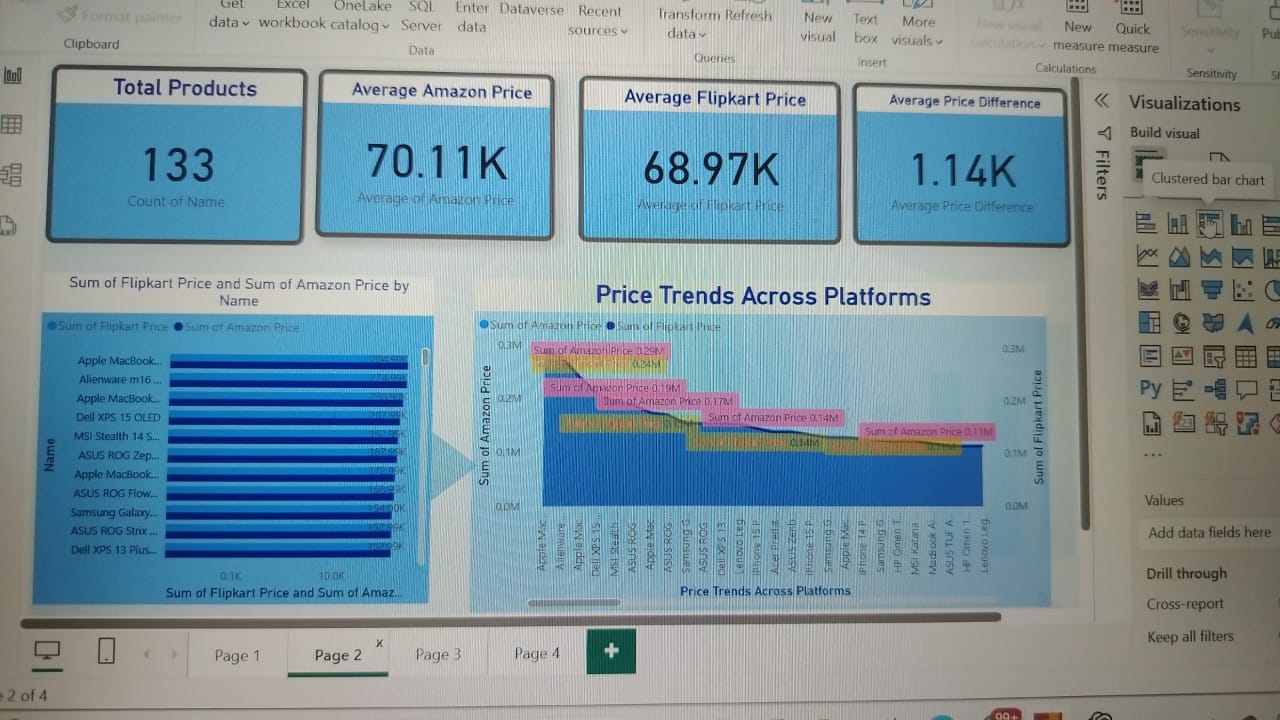 Format painter
Clipboard
Get data
Excel workbook
OneLake catalog
SQL Server
Enter data
Dataverse
Recent sources
Data
Transform data
Refresh
Queries
New visual
Text box
More visuals
Insert
New visual calculation
New measure
Quick measure
Calculations
Sensitivity
Sensitivity
Total Products
133
Count of Name
Average Amazon Price
70.11K
Average of Amazon Price
Average Flipkart Price
68.97K
Average of Flipkart Price
Average Price Difference
1.14K
Average Price Difference
Filters
Visualizations
Build visual
Clustered bar chart
Py
...
Values
Add data fields here
Drill through
Cross-report
Keep all filters
Sum of Flipkart Price and Sum of Amazon Price by
Name
Sum of Flipkart Price Sum of Amazon Price
Name
Apple MacBook...
Alienware m16 ...
Apple MacBook...
Dell XPS 15 OLED
MSI Stealth 14 S...
ASUS ROG Zep...
Apple MacBook...
ASUS ROG Flow...
Samsung Galaxy...
ASUS ROG Strix ...
Dell XPS 13 Plus...
0.1K 10.0K
Sum of Flipkart Price and Sum of Amaz...
Price Trends Across Platforms
Sum of Amazon Price Sum of Flipkart Price
Sum of Amazon Price
0.3M
0.2M
0.1M
0.0M
Sum of Amazon Price 0.29M
0.24M
Sum of Amazon Price 0.19M
Sum of Amazon Price 0.17M
Sum of Amazon Price 0.14M
0.14M
Sum of Amazon Price 0.11M
0.11M
0.3M
0.2M
0.1M
0.0M
Sum of Flipkart Price
Apple Mac...
Alienware ...
Apple Mac...
Dell XPS 15...
MSI Stealth...
ASUS ROG ...
Apple Mac...
ASUS ROG...
Samsung G...
ASUS ROG ...
Dell XPS 13...
Lenovo Leg...
iPhone 15 P...
Acer Predat...
ASUS Zenb...
iPhone 15 P...
Samsung G...
Apple Mac...
iPhone 14 P...
Samsung G...
HP Omen T...
MSI Katana ...
MacBook Ai...
ASUS TUF A...
HP Omen 1...
Lenovo Leg...
Price Trends Across Platforms
Page 1
Page 2
x
Page 3
Page 4
+
2 of 4
99+